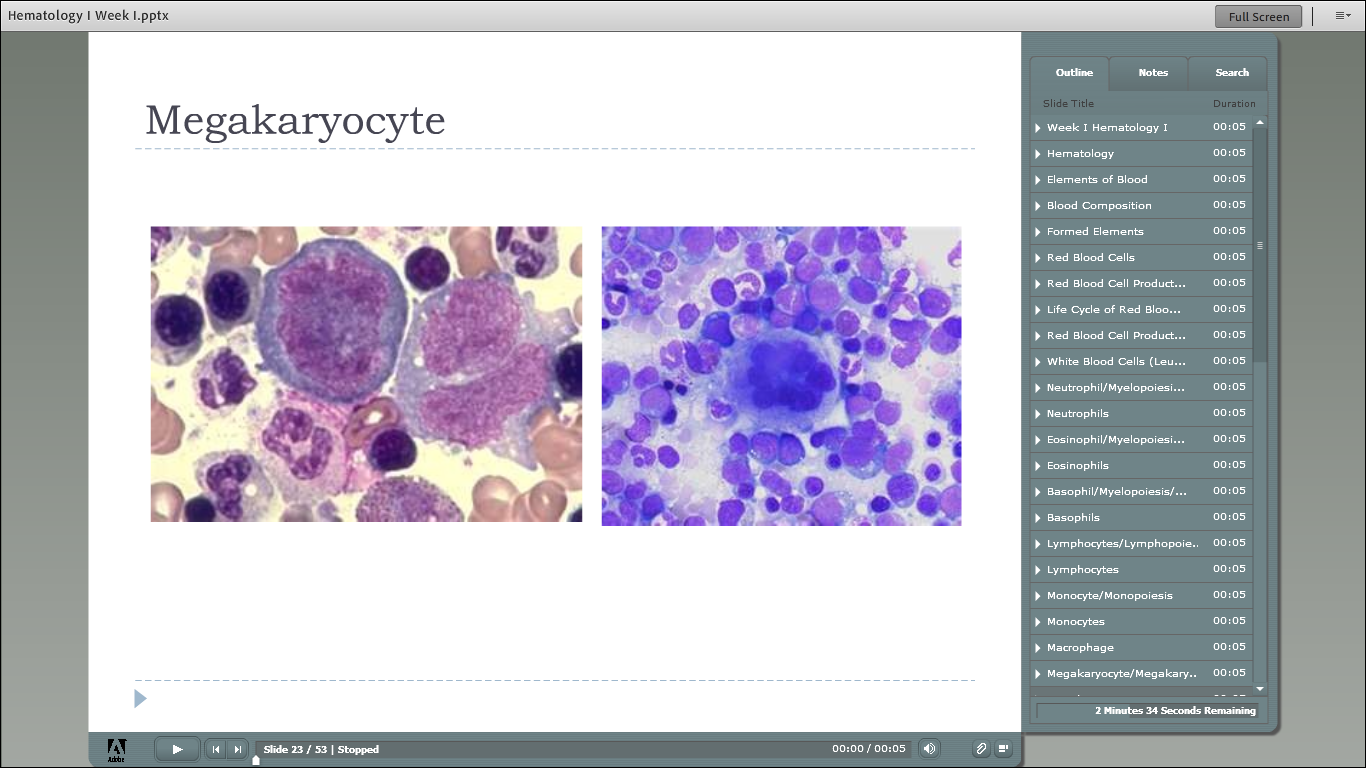 Hematology I Week I.pptx
Full Screen
Megakaryocyte
Outline
Notes
Search
Slide Title
Duration
Week I Hematology I 00:05
Hematology 00:05
Elements of Blood 00:05
Blood Composition 00:05
Formed Elements 00:05
Red Blood Cells 00:05
Red Blood Cell Product... 00:05
Life Cycle of Red Bloo... 00:05
Red Blood Cell Product... 00:05
White Blood Cells (Leu... 00:05
Neutrophil/Myelopoiesi... 00:05
Neutrophils 00:05
Eosinophil/Myelopoiesi... 00:05
Eosinophils 00:05
Basophil/Myelopoiesis/... 00:05
Basophils 00:05
Lymphocytes/Lymphopoie.. 00:05
Lymphocytes 00:05
Monocyte/Monopoiesis 00:05
Monocytes 00:05
Macrophage 00:05
Megakaryocyte/Megakary.. 00:05
2 Minutes 34 Seconds Remaining
Adobe
Slide 23 / 53 | Stopped
00:00 / 00:05